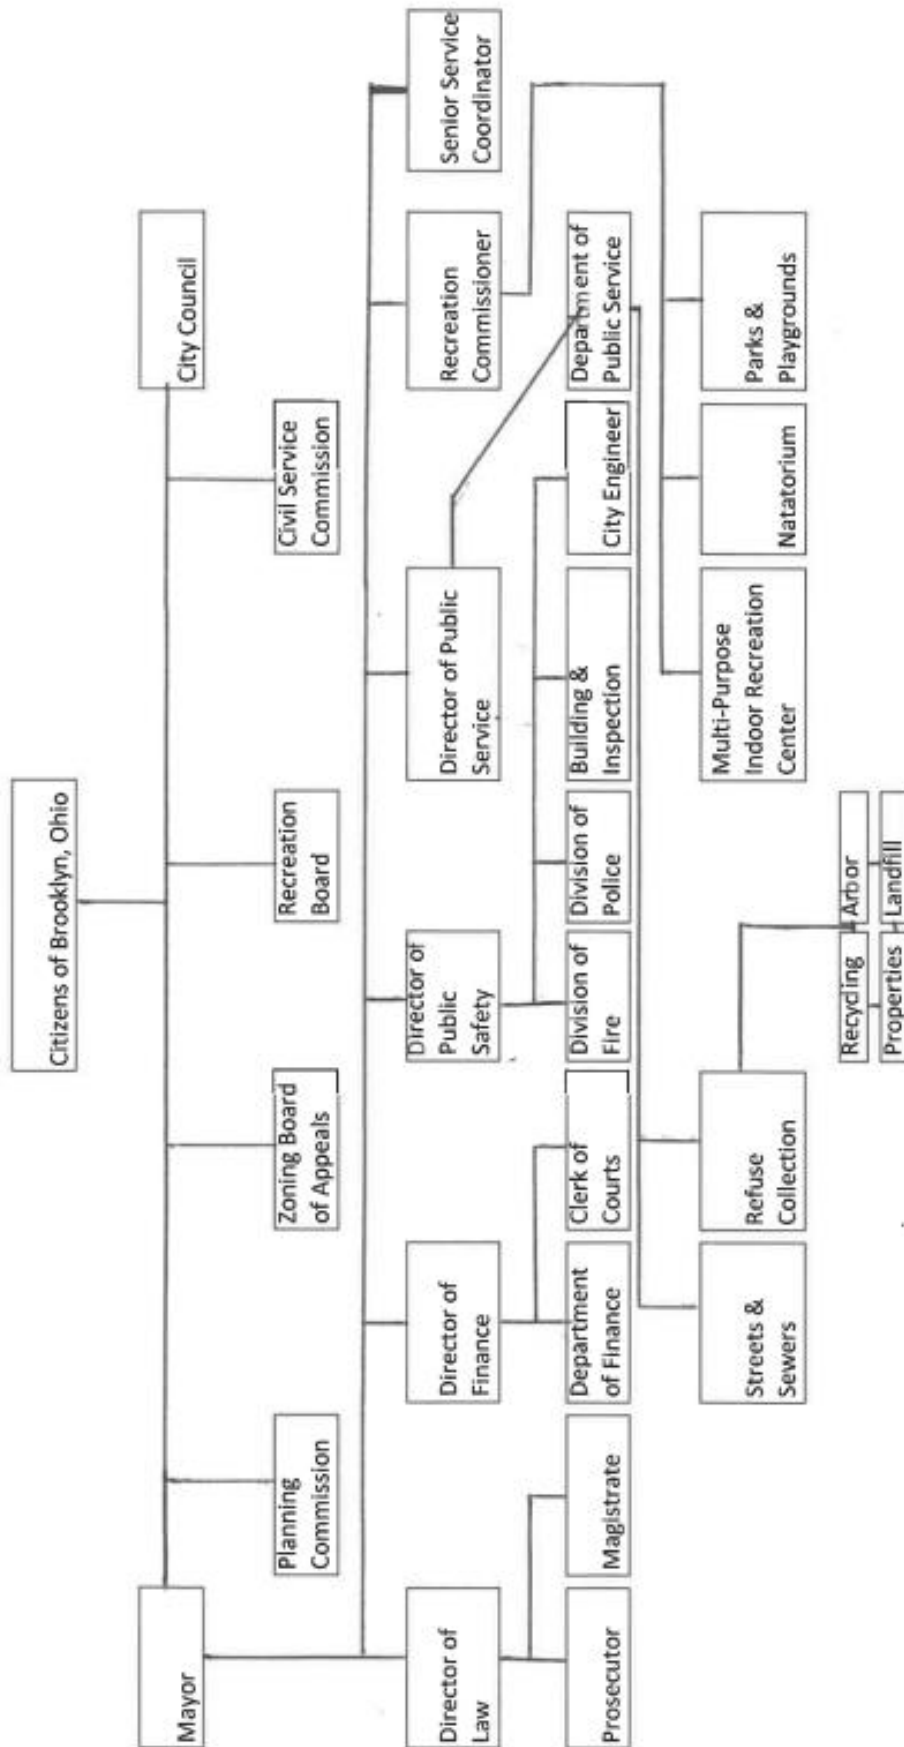 Citizens of Brooklyn, Ohio
Mayor
City Council
Planning
Commission
Zoning Board
of Appeals
Recreation
Board
Civil Service
Commission
Director of
Law
Director of
Finance
Director of
Public
Safety
Director of Public
Service
Recreation
Commissioner
Senior Service
Coordinator
Prosecutor
Magistrate
Department
of Finance
Clerk of
Courts
Division of
Fire
Division of
Police
Building &
Inspection
City Engineer
Department of
Public Service
Streets &
Sewers
Refuse
Collection
Multi-Purpose
Indoor Recreation
Center
Natatorium
Parks &
Playgrounds
Recycling
Arbor
Properties
Landfill